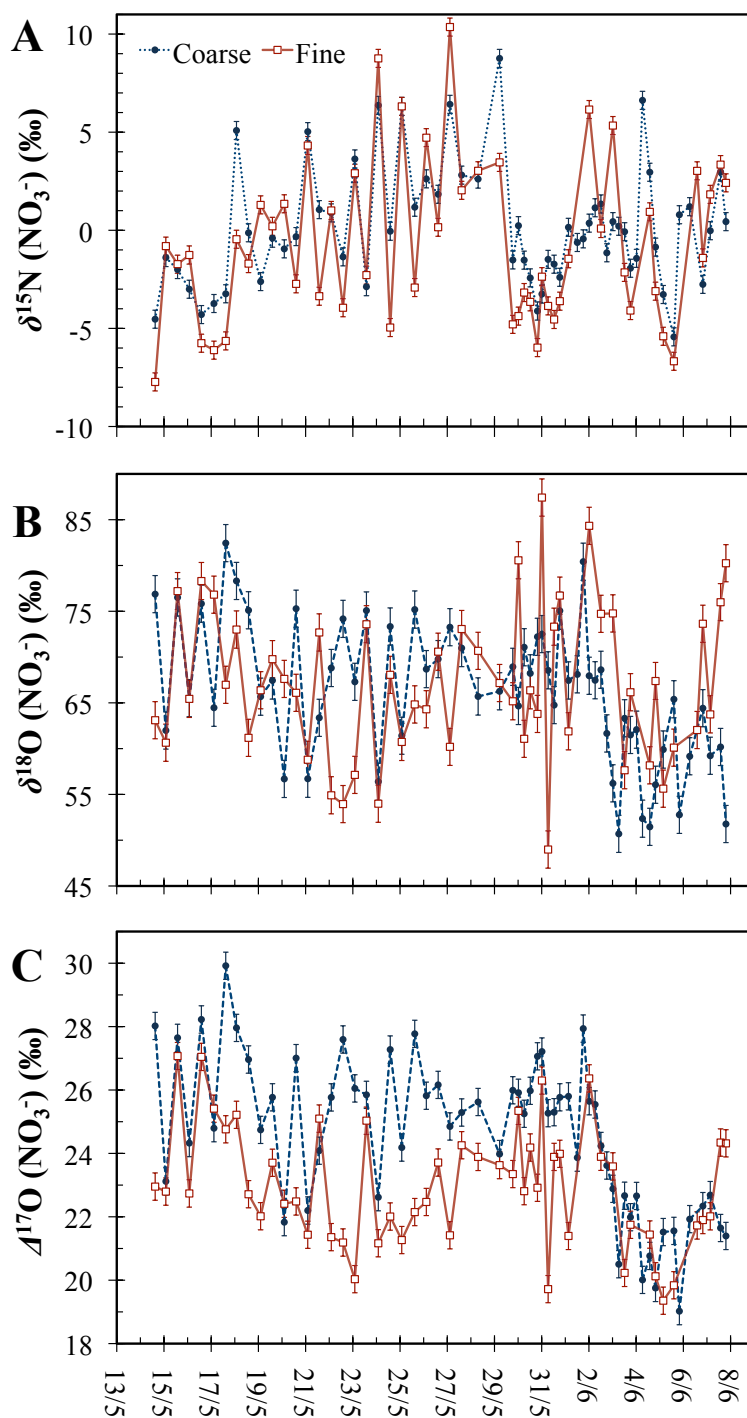 A
Coarse Fine
δ¹⁵N (NO₃⁻) (‰)
10
5
0
-5
-10
B
δ¹⁸O (NO₃⁻) (‰)
85
75
65
55
45
C
Δ¹⁷O (NO₃⁻) (‰)
30
28
26
24
22
20
18
13/5 15/5 17/5 19/5 21/5 23/5 25/5 27/5 29/5 31/5 2/6 4/6 6/6 8/6